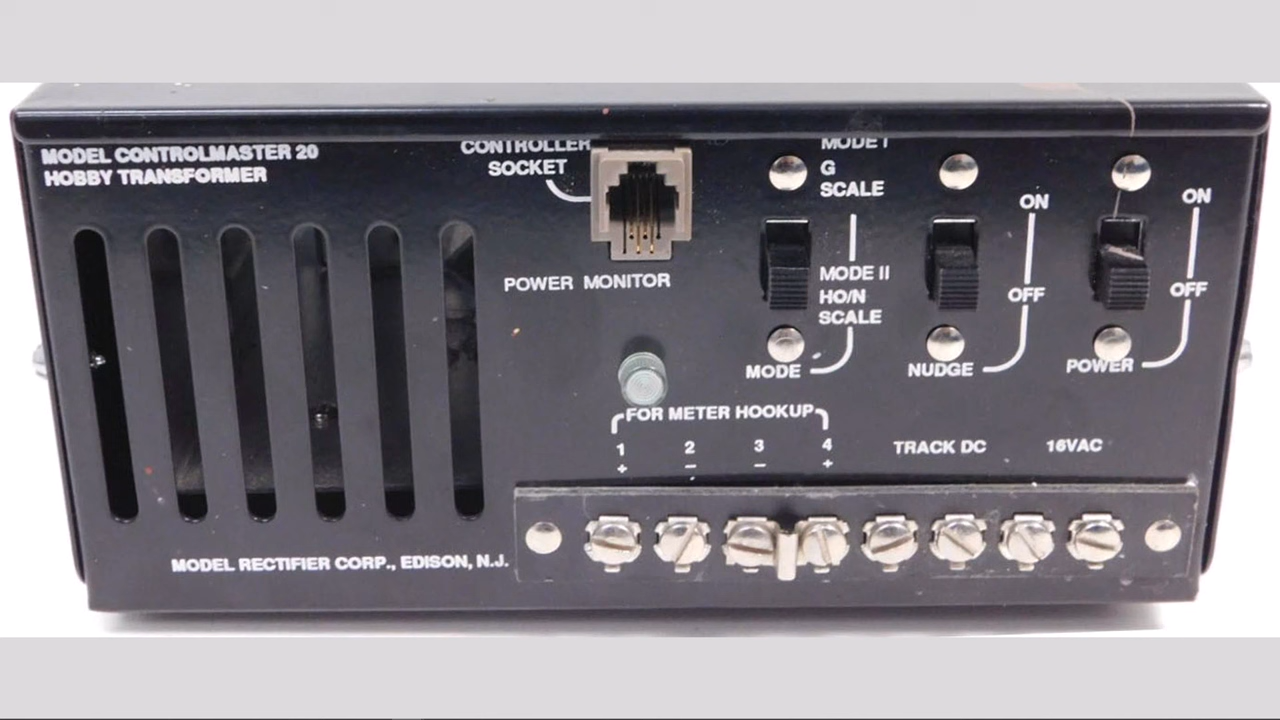 MODEL CONTROLMASTER 20
HOBBY TRANSFORMER
CONTROLLER
SOCKET
POWER MONITOR
MODE I
G
SCALE
MODE II
HO/N
SCALE
MODE
ON
OFF
NUDGE
ON
OFF
POWER
FOR METER HOOKUP
1 2 3 4
+ – – +
TRACK DC
16VAC
MODEL RECTIFIER CORP., EDISON, N.J.